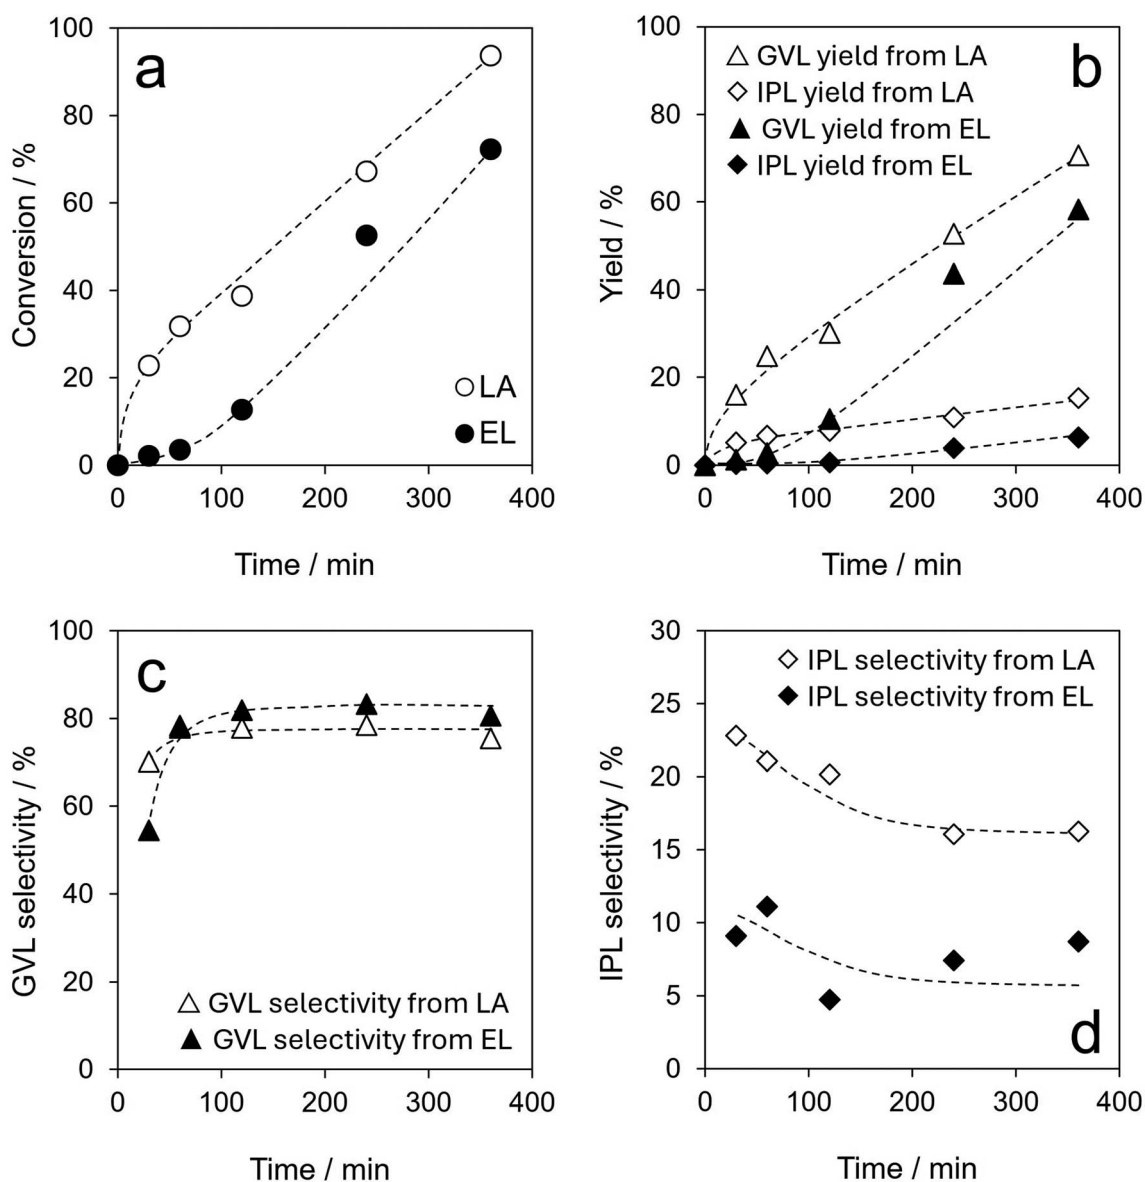 a
Conversion / %
100
80
60
40
20
0
LA
EL
0 100 200 300 400
Time / min
b
Yield / %
100
80
60
40
20
0
GVL yield from LA
IPL yield from LA
GVL yield from EL
IPL yield from EL
0 100 200 300 400
Time / min
c
GVL selectivity / %
100
80
60
40
20
0
GVL selectivity from LA
GVL selectivity from EL
0 100 200 300 400
Time / min
d
IPL selectivity / %
30
25
20
15
10
5
0
IPL selectivity from LA
IPL selectivity from EL
0 100 200 300 400
Time / min